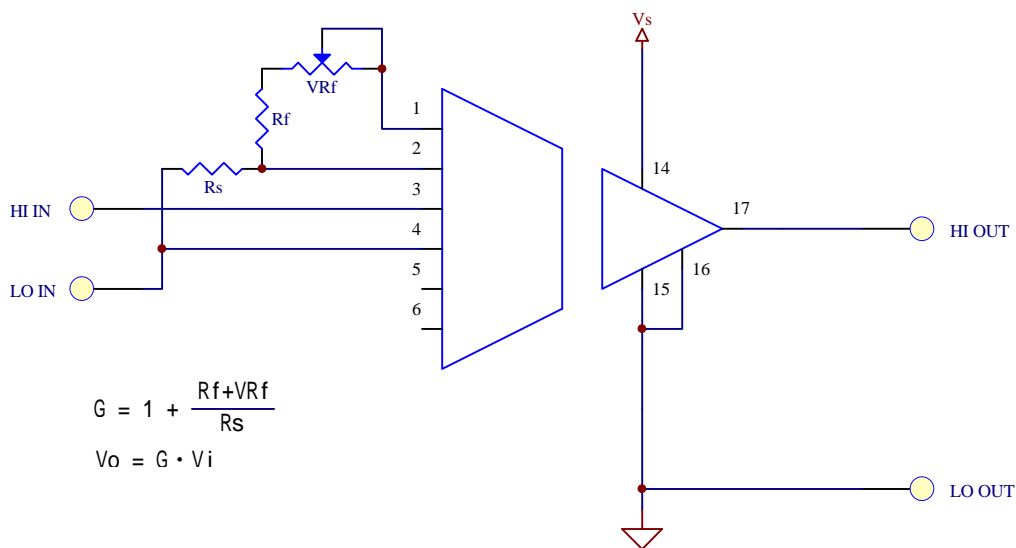 Vs
VRf
1
Rf
2
14
Rs
3
17
HI IN
HI OUT
4
5
16
15
LO IN
6
G = 1 + Rf+VRf
Rs
Vo = G · Vi
LO OUT